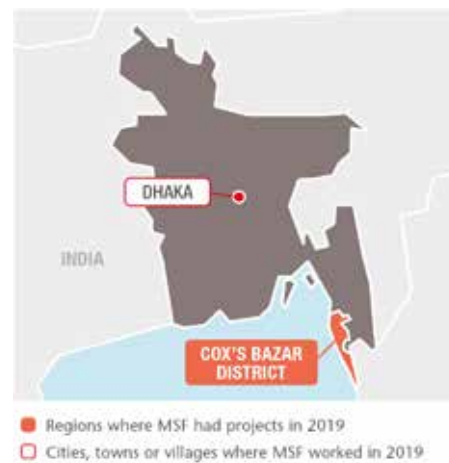 DHAKA
INDIA
COX'S BAZAR
DISTRICT
Regions where MSF had projects in 2019
Cities, towns or villages where MSF worked in 2019